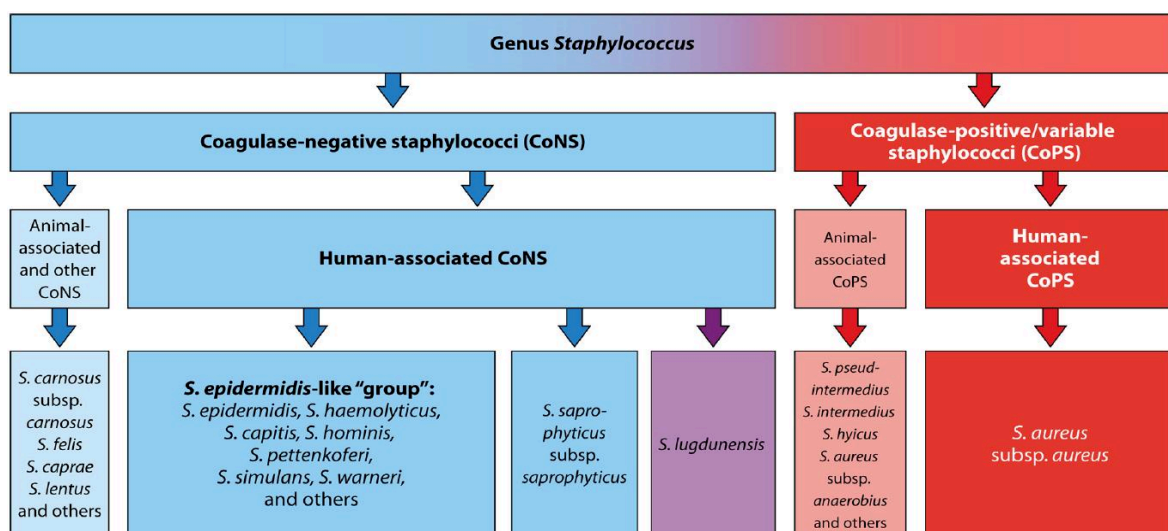 Genus Staphylococcus
Coagulase-negative staphylococci (CoNS)
Coagulase-positive/variable
staphylococci (CoPS)
Animal-
associated
and other
CoNS
Human-associated CoNS
Animal-
associated
CoPS
Human-
associated
CoPS
S. carnosus
subsp.
carnosus
S. felis
S. caprae
S. lentus
and others
S. epidermidis-like “group”:
S. epidermidis, S. haemolyticus,
S. capitis, S. hominis,
S. pettenkoferi,
S. simulans, S. warneri,
and others
S. sapro-
phyticus
subsp.
saprophyticus
S. lugdunensis
S. pseud-
intermedius
S. intermedius
S. hyicus
S. aureus
subsp.
anaerobius
and others
S. aureus
subsp. aureus